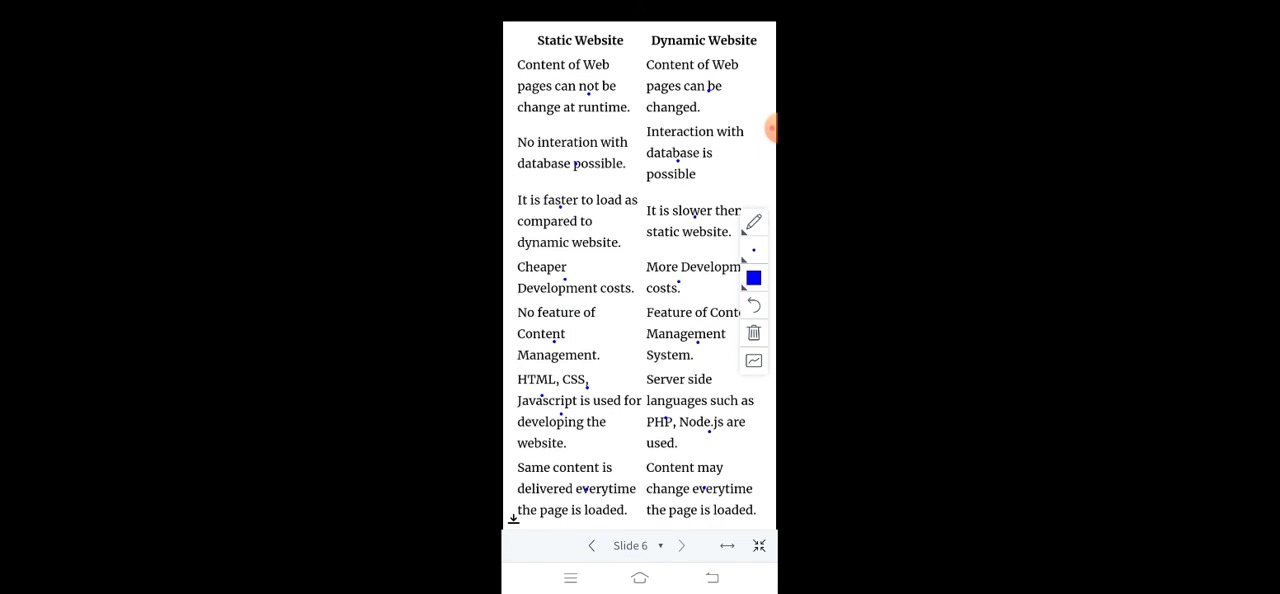 Static Website
Dynamic Website
Content of Web
pages can not be
change at runtime.
Content of Web
pages can be
changed.
No interation with
database possible.
Interaction with
database is
possible
It is faster to load as
compared to
dynamic website.
It is slower then
static website.
Cheaper
Development costs.
More Developm
costs.
No feature of
Content
Management.
Feature of Conte
Management
System.
HTML, CSS,
Javascript is used for
developing the
website.
Server side
languages such as
PHP, Node.js are
used.
Same content is
delivered everytime
the page is loaded.
Content may
change everytime
the page is loaded.
Slide 6